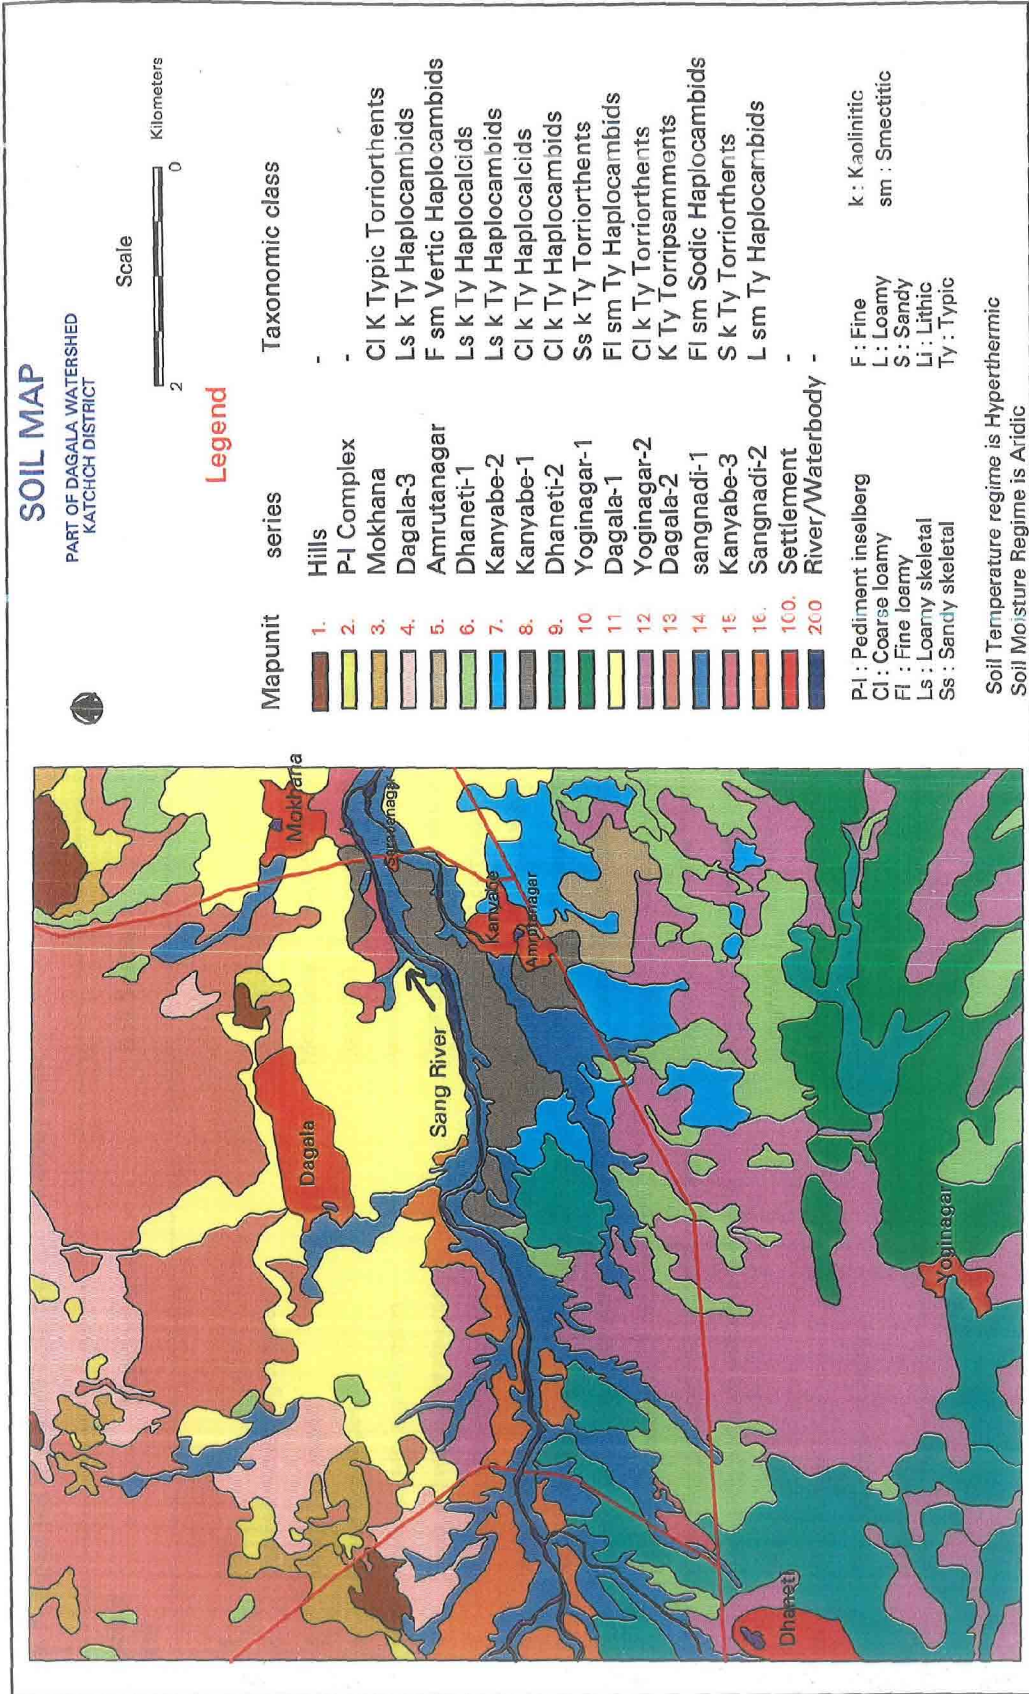 SOIL MAP
PART OF DAGALA WATERSHED
KATCHCH DISTRICT
Scale
2 0 Kilometers
Legend
Mapunit series Taxonomic class
1. Hills -
2. P-I Complex -
3. Mokhana Cl K Typic Torriorthents
4. Dagala-3 Ls k Ty Haplocambids
5. Amrutanagar F sm Vertic Haplocambids
6. Dhaneti-1 Ls k Ty Haplocalcids
7. Kanyabe-2 Ls k Ty Haplocambids
8. Kanyabe-1 Cl k Ty Haplocalcids
9. Dhaneti-2 Cl k Ty Haplocambids
10 Yoginagar-1 Ss k Ty Torriorthents
11 Dagala-1 Fl sm Ty Haplocambids
12 Yoginagar-2 Cl k Ty Torriorthents
13 Dagala-2 K Ty Torripsamments
14 sangnadi-1 Fl sm Sodic Haplocambids
15 Kanyabe-3 S k Ty Torriorthents
16. Sangnadi-2 L sm Ty Haplocambids
100. Settlement -
200 River/Waterbody -
P-I : Pediment inselberg F : Fine k : Kaolinitic
Cl : Coarse loamy L : Loamy sm : Smectitic
Fl : Fine loamy S : Sandy
Ls : Loamy skeletal Li : Lithic
Ss : Sandy skeletal Ty : Typic
Soil Temperature regime is Hyperthermic
Soil Moisture Regime is Aridic
Mokhana
Dagala
Sang River
Kanyabe
Amrutanagar
Yoginagar
Dhaneti